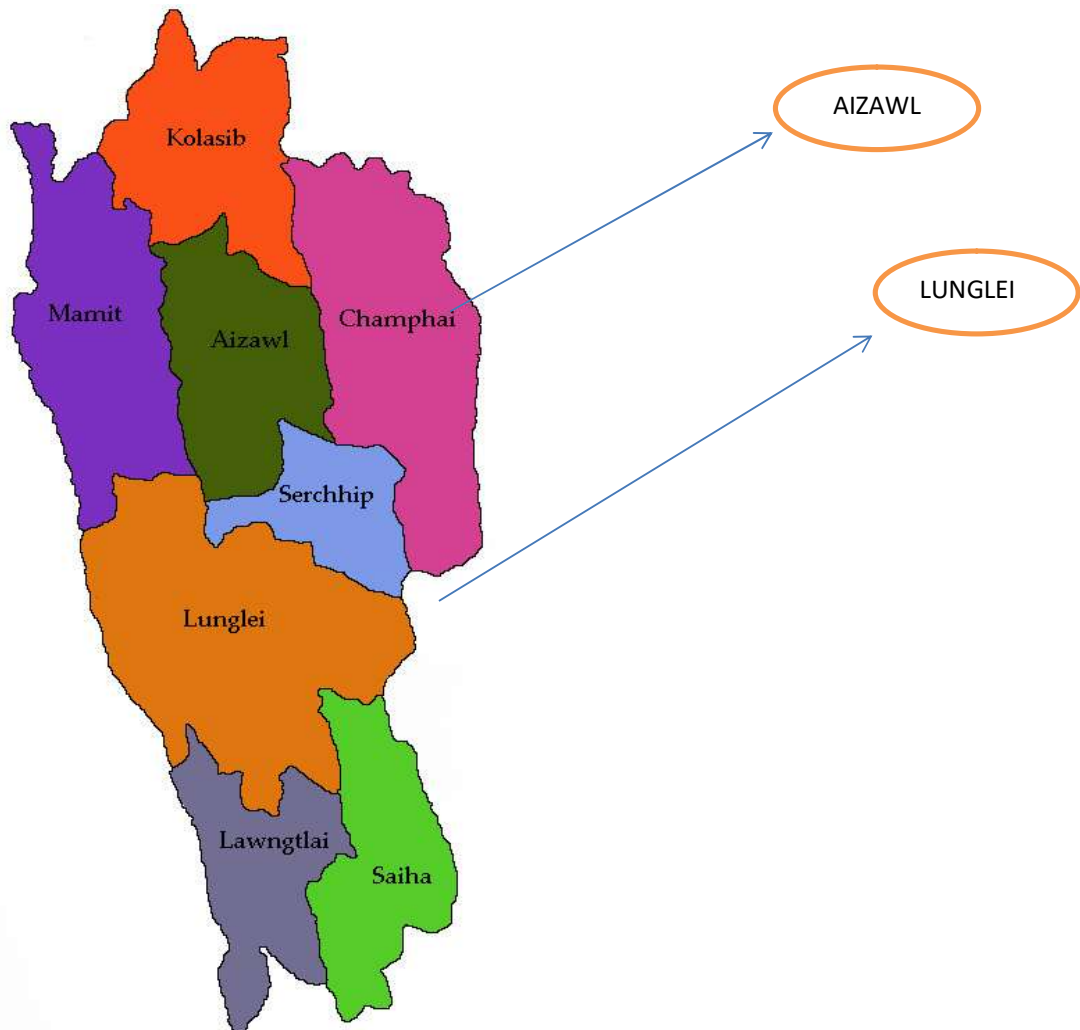 AIZAWL
Kolasib
LUNGLEI
Mamit
Champhai
Aizawl
Serchhip
Lunglei
Lawngtlai
Saiha